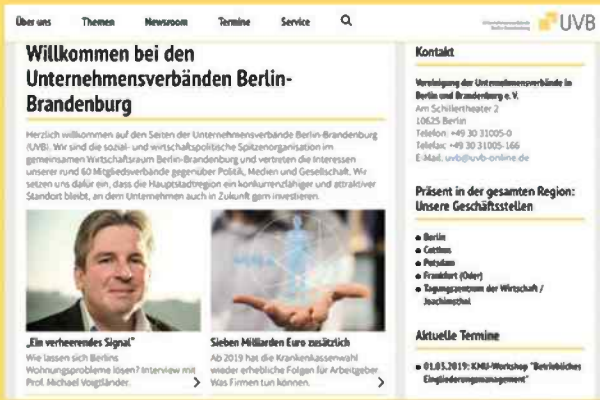 Über uns Themen Newsroom Termine Service
Unternehmensverbände
Berlin-Brandenburg
UVB
Willkommen bei den
Unternehmensverbänden Berlin-
Brandenburg
Herzlich willkommen auf den Seiten der Unternehmensverbände Berlin-Brandenburg
(UVB). Wir sind die sozial- und wirtschaftspolitische Spitzenorganisation im
gemeinsamen Wirtschaftsraum Berlin-Brandenburg und vertreten die Interessen
unserer rund 60 Mitgliedsverbände gegenüber Politik, Medien und Gesellschaft. Wir
setzen uns dafür ein, dass die Hauptstadtregion ein konkurrenzfähiger und attraktiver
Standort bleibt, an dem Unternehmen auch in Zukunft gern investieren.
„Ein verheerendes Signal"
Wie lassen sich Berlins
Wohnungsprobleme lösen? Interview mit
Prof. Michael Voigtländer.
Sieben Milliarden Euro zusätzlich
Ab 2019 hat die Krankenkassenwahl
wieder erhebliche Folgen für Arbeitgeber.
Was Firmen tun können.
Kontakt
Vereinigung der Unternehmensverbände in
Berlin und Brandenburg e. V.
Am Schillertheater 2
10625 Berlin
Telefon: +49 30 31005-0
Telefax: +49 30 31005-166
E-Mail: uvb@uvb-online.de
Präsent in der gesamten Region:
Unsere Geschäftsstellen
Berlin
Cottbus
Potsdam
Frankfurt (Oder)
Tagungszentrum der Wirtschaft /
Joachimsthal
Aktuelle Termine
01.03.2019: KMU-Workshop "Betriebliches
Eingliederungsmanagement"